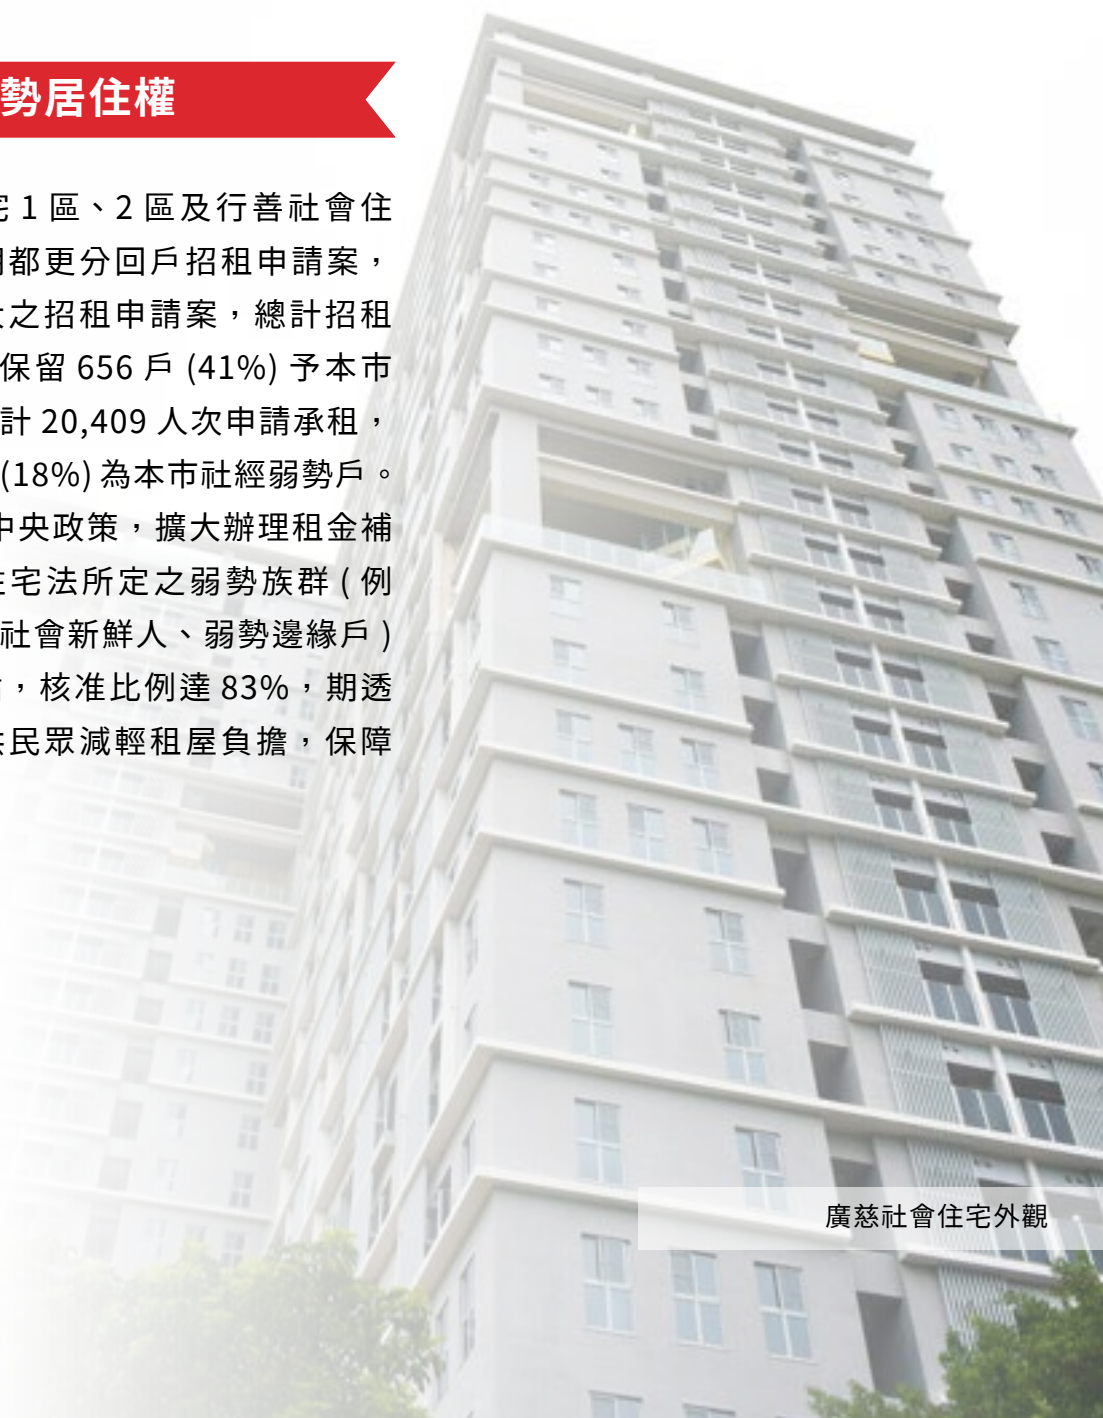 勢居住權
1 區、2 區及行善社會住
都更分回戶招租申請案，
之招租申請案，總計招租
保留 656 戶 (41%) 予本市
計 20,409 人次申請承租，
(18%) 為本市社經弱勢戶。
中央政策，擴大辦理租金補
宅法所定之弱勢族群 ( 例
社會新鮮人、弱勢邊緣戶 )
，核准比例達 83%，期透
民眾減輕租屋負擔，保障
廣慈社會住宅外觀